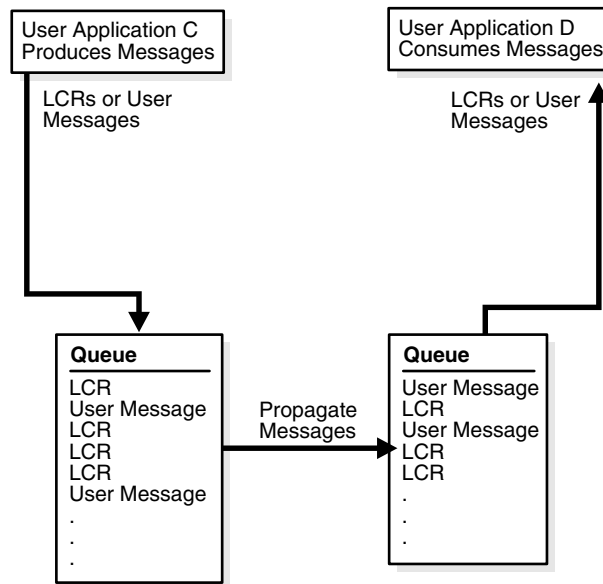 User Application C
Produces Messages
User Application D
Consumes Messages
LCRs or User
Messages
LCRs or User
Messages
Queue
LCR
User Message
LCR
LCR
LCR
User Message
.
.
.
Propagate
Messages
Queue
User Message
LCR
User Message
LCR
LCR
.
.
.